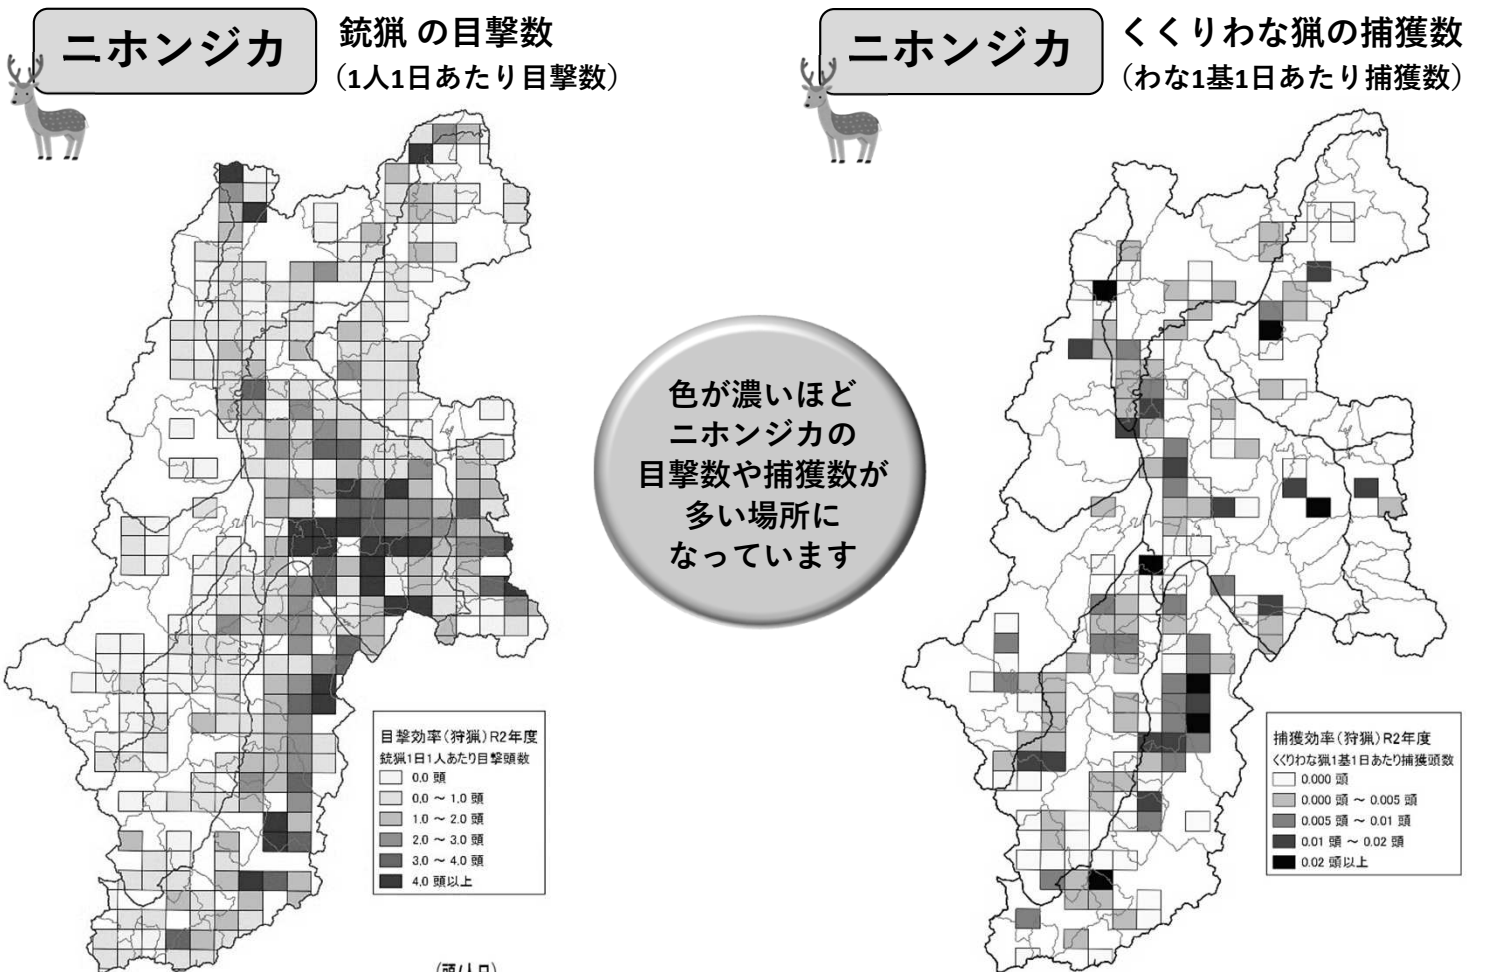 ニホンジカ
銃猟 の目撃数
（1人1日あたり目撃数）
ニホンジカ
くくりわな猟の捕獲数
（わな1基1日あたり捕獲数）
色が濃いほど
ニホンジカの
目撃数や捕獲数が
多い場所に
なっています
目撃効率（狩猟）R2年度
銃猟1日1人あたり目撃頭数
0.0 頭
0.0 ～ 1.0 頭
1.0 ～ 2.0 頭
2.0 ～ 3.0 頭
3.0 ～ 4.0 頭
4.0 頭以上
捕獲効率（狩猟）R2年度
くくりわな猟1基1日あたり捕獲頭数
0.000 頭
0.000 頭 ～ 0.005 頭
0.005 頭 ～ 0.01 頭
0.01 頭 ～ 0.02 頭
0.02 頭以上